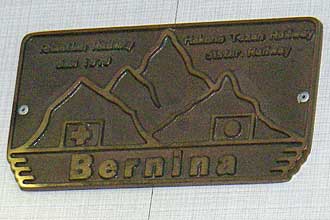 Rhaetian Railway
Hakone Tozan Railway
Sister Railway
Bernina